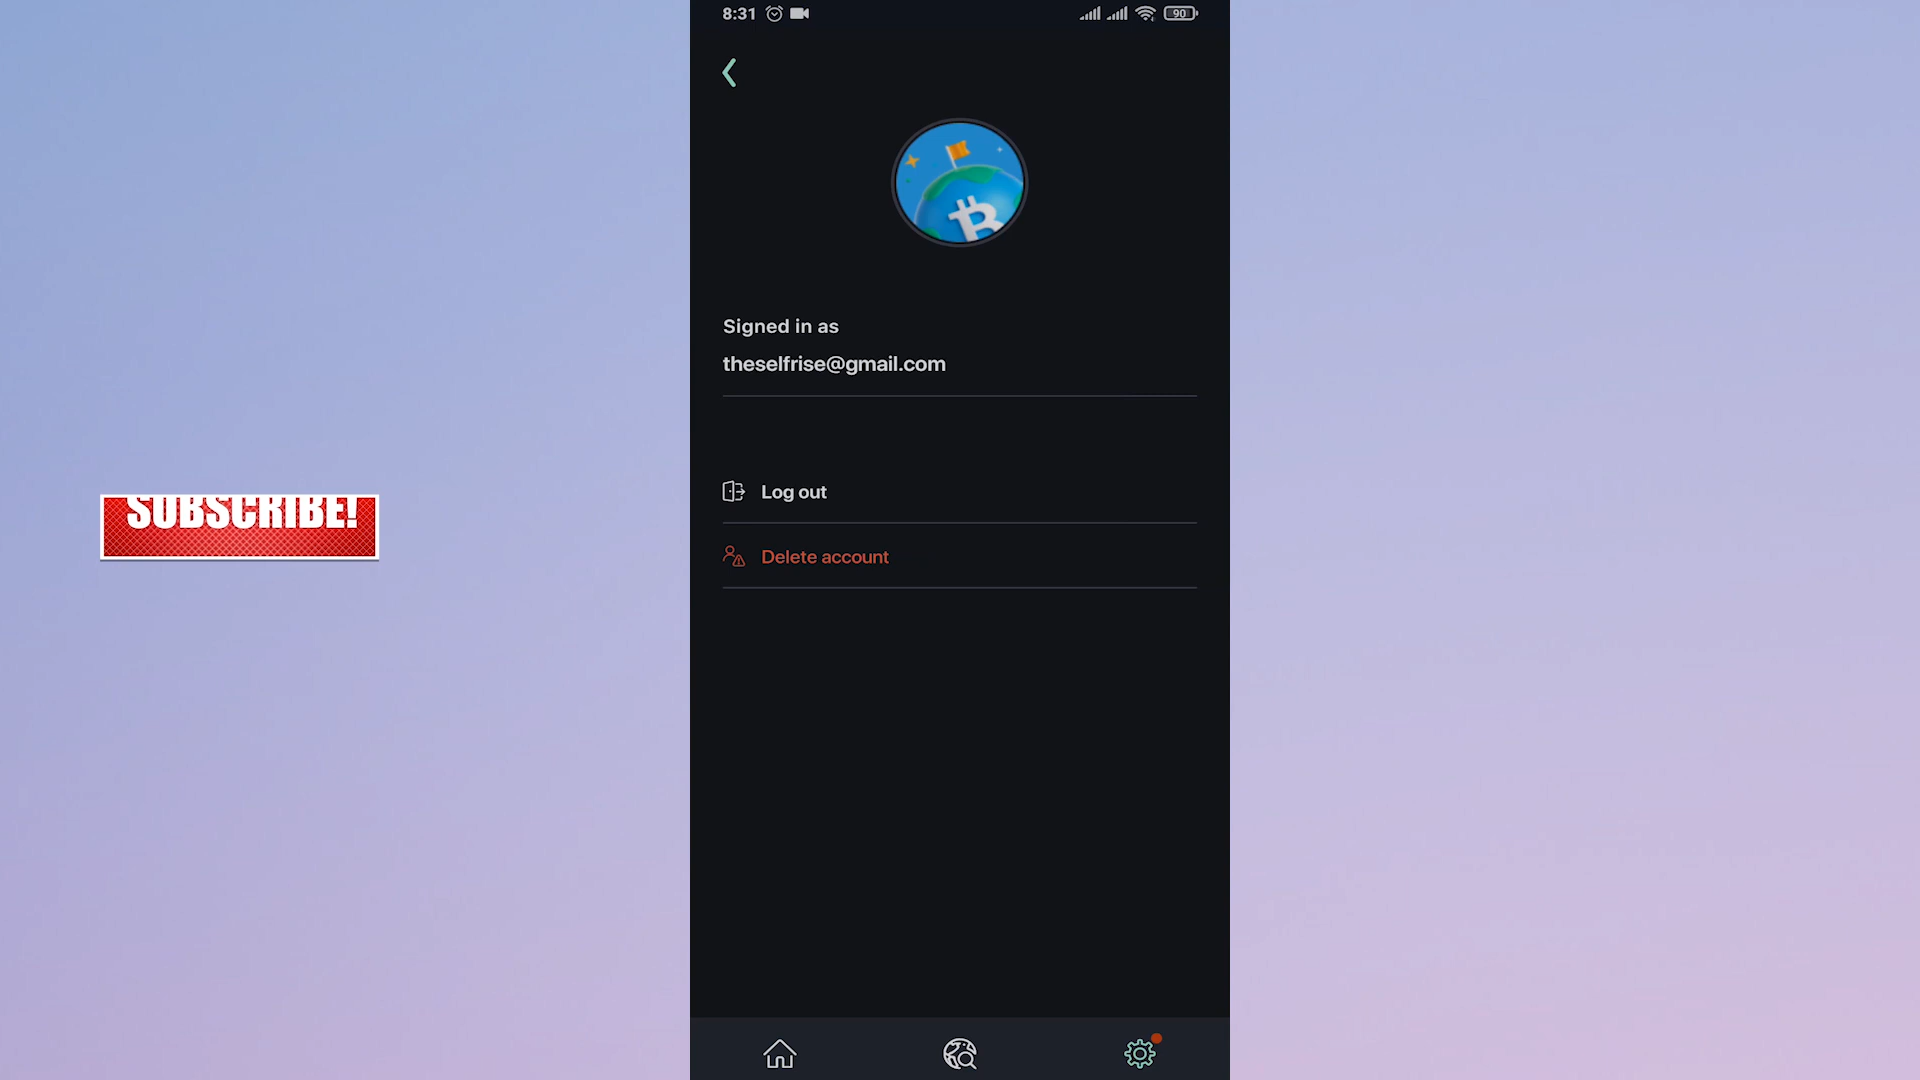 8:31
90
Signed in as
theselfrise@gmail.com
SUBSCRIBE!
Log out
Delete account